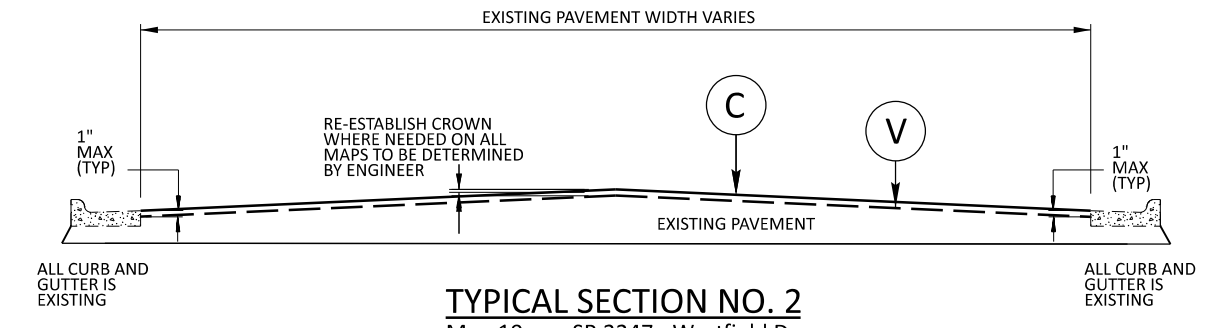 EXISTING PAVEMENT WIDTH VARIES
C
V
RE-ESTABLISH CROWN
WHERE NEEDED ON ALL
MAPS TO BE DETERMINED
BY ENGINEER
1"
MAX
(TYP)
1"
MAX
(TYP)
EXISTING PAVEMENT
ALL CURB AND
GUTTER IS
EXISTING
ALL CURB AND
GUTTER IS
EXISTING
TYPICAL SECTION NO. 2